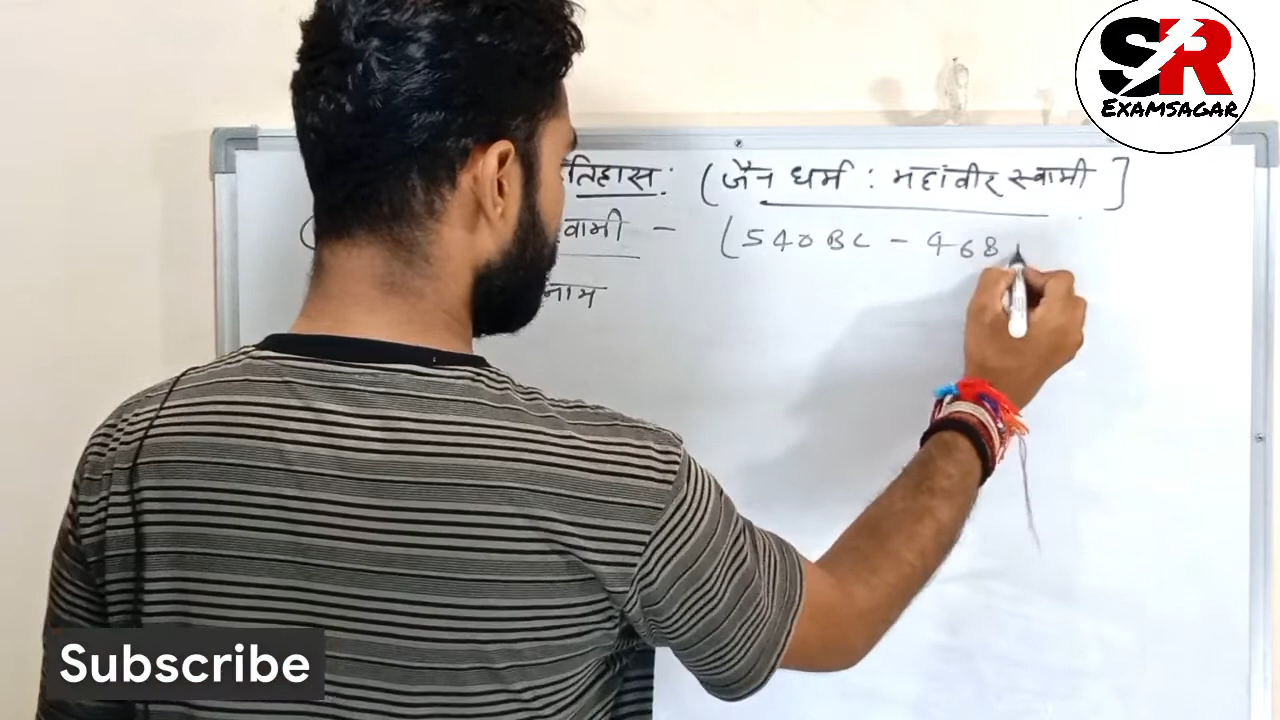 SR
EXAMSAGAR
तिहास : (जैन धर्म : महावीर स्वामी]
वामी - (540 BC - 468
नाम
Subscribe